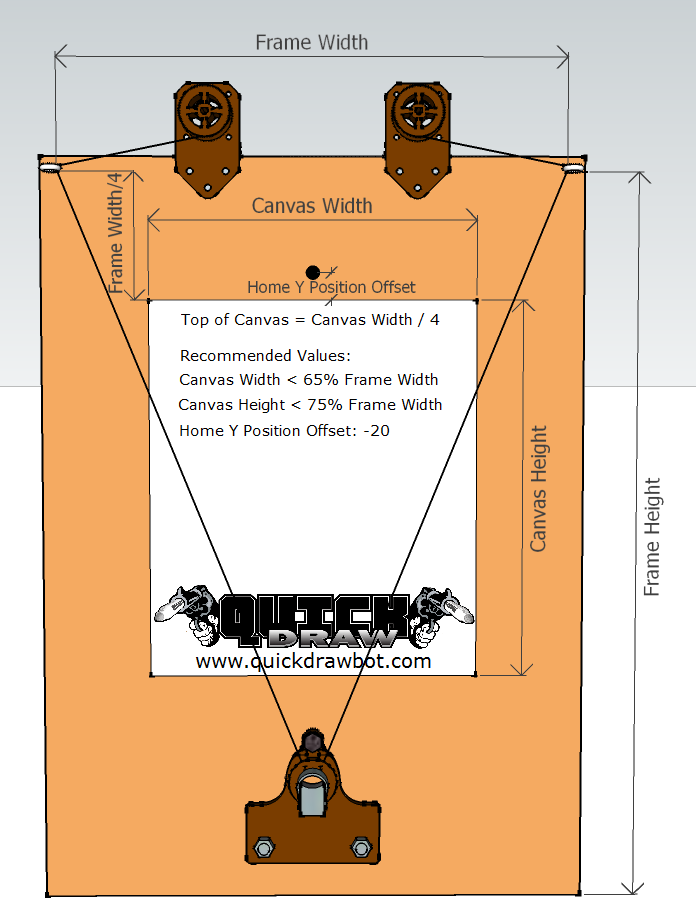 Frame Width
Frame Width/4
Canvas Width
Home Y Position Offset
Top of Canvas = Canvas Width / 4
Recommended Values:
Canvas Width < 65% Frame Width
Canvas Height < 75% Frame Width
Home Y Position Offset: -20
Canvas Height
Frame Height
QUICK
DRAW
www.quickdrawbot.com